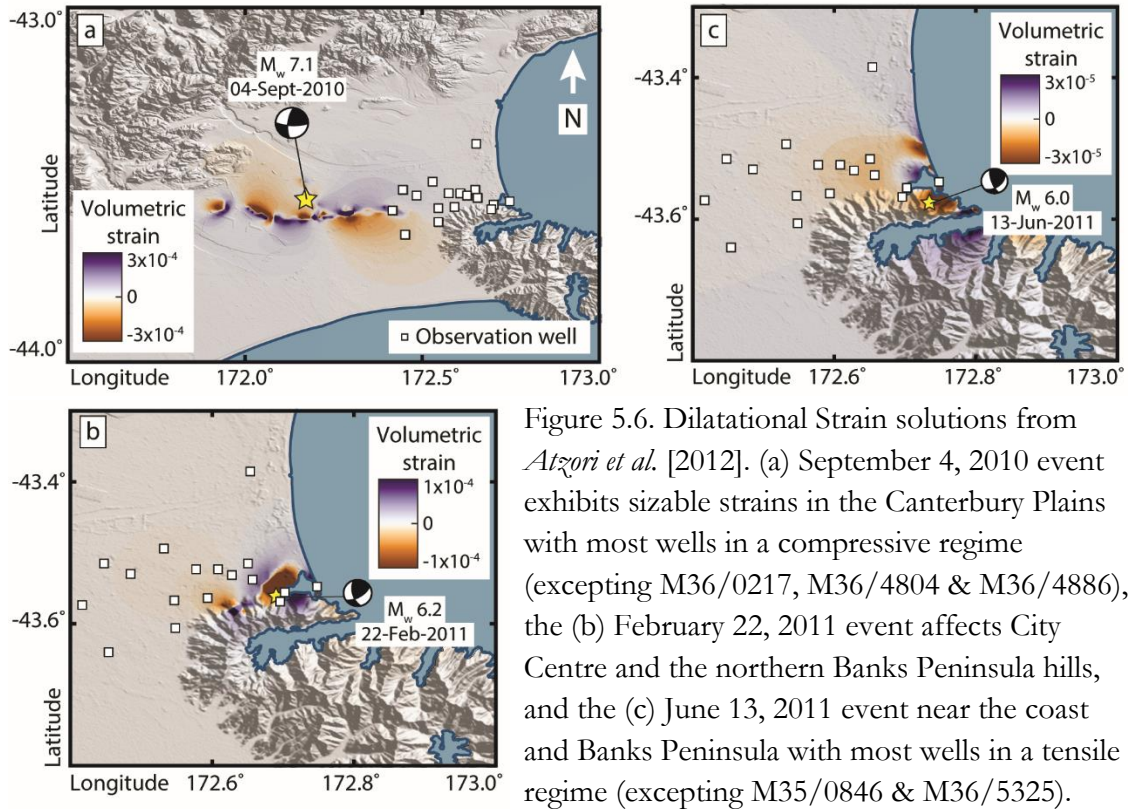 a
-43.0°
M_w 7.1
04-Sept-2010
N
Latitude
Volumetric
strain
3x10⁻⁴
0
-3x10⁻⁴
Observation well
-44.0°
Longitude
172.0°
172.5°
173.0°
c
-43.4°
Volumetric
strain
3x10⁻⁵
0
-3x10⁻⁵
-43.6°
M_w 6.0
13-Jun-2011
Latitude
Longitude
172.6°
172.8°
173.0°
b
-43.4°
Volumetric
strain
1x10⁻⁴
0
-1x10⁻⁴
-43.6°
M_w 6.2
22-Feb-2011
Latitude
Longitude
172.6°
172.8°
173.0°
Figure 5.6. Dilatational Strain solutions from
Atzori et al. [2012]. (a) September 4, 2010 event
exhibits sizable strains in the Canterbury Plains
with most wells in a compressive regime
(excepting M36/0217, M36/4804 & M36/4886),
the (b) February 22, 2011 event affects City
Centre and the northern Banks Peninsula hills,
and the (c) June 13, 2011 event near the coast
and Banks Peninsula with most wells in a tensile
regime (excepting M35/0846 & M36/5325).